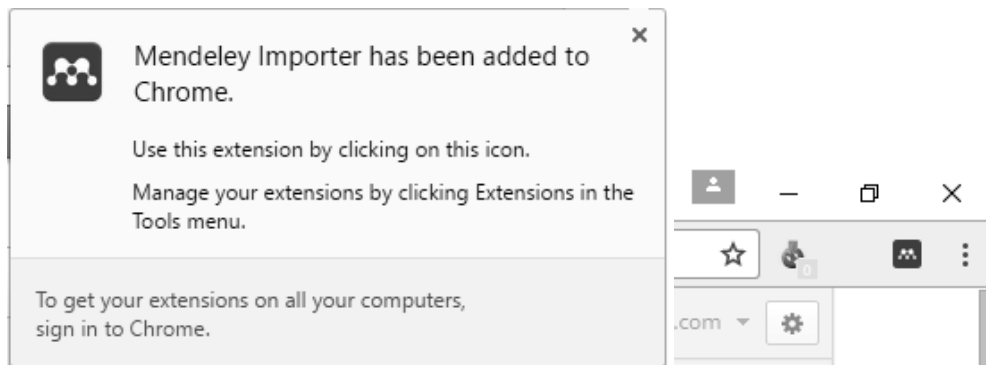 Mendeley Importer has been added to
Chrome.
Use this extension by clicking on this icon.
Manage your extensions by clicking Extensions in the
Tools menu.
To get your extensions on all your computers,
sign in to Chrome.
0
.com